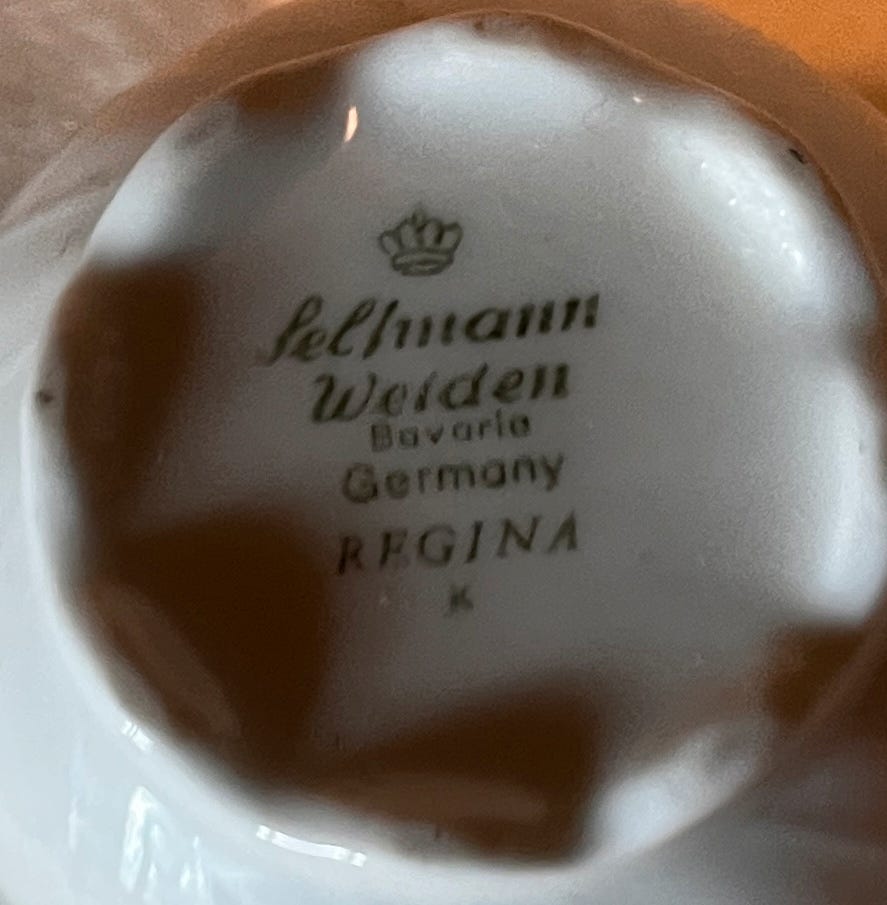 Seltmann
Weiden
Bavaria
Germany
REGINA
K